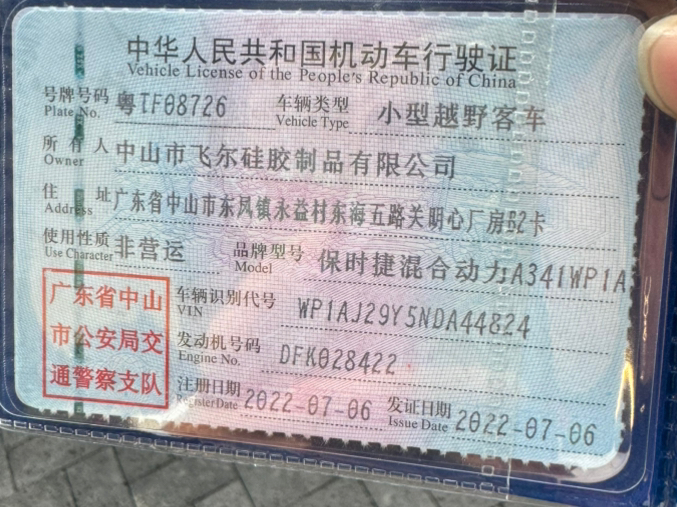 中华人民共和国机动车行驶证
Vehicle License of the People's Republic of China
号牌号码 粤TF08726 车辆类型 小型越野客车
Plate No. Vehicle Type
所有人 中山市飞尔硅胶制品有限公司
Owner
住址 广东省中山市东凤镇永益村东海五路关明心厂房B2卡
Address
使用性质 非营运 品牌型号 保时捷混合动力A341WP1A
Use Character Model
广东省中山
市公安局交
通警察支队
车辆识别代号 WP1AJ29Y5NDA44824
VIN
发动机号码 DFK028422
Engine No.
注册日期 2022-07-06 发证日期 2022-07-06
Register Date Issue Date